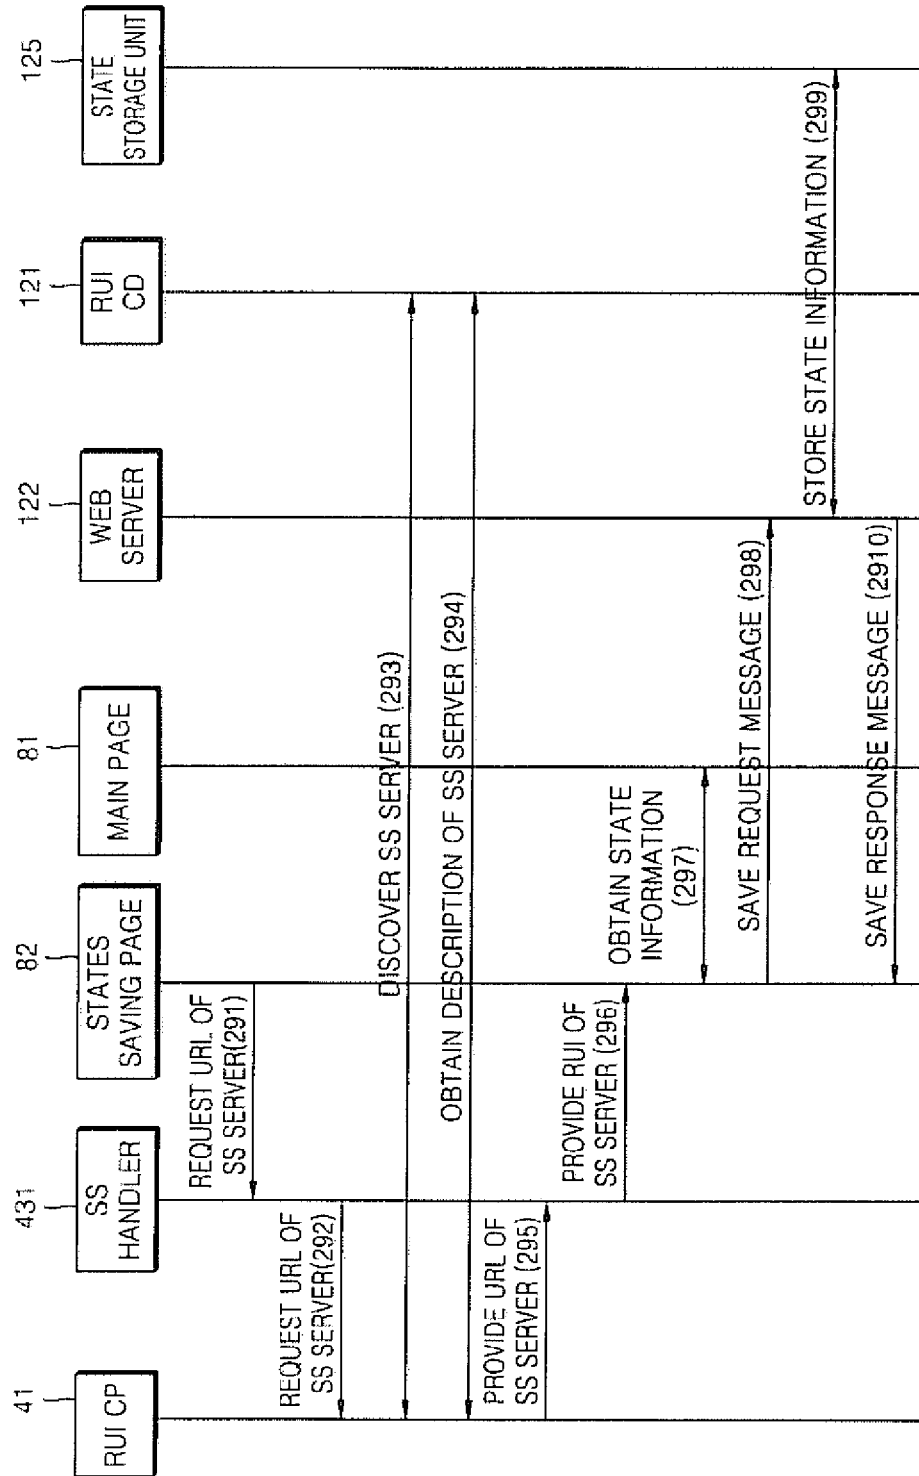 41
431
82
81
122
121
125
RUI CP
SS
HANDLER
STATES
SAVING PAGE
MAIN PAGE
WEB
SERVER
RUI
CD
STATE
STORAGE UNIT
REQUEST URL OF
SS SERVER(291)
REQUEST URL OF
SS SERVER(292)
DISCOVER SS SERVER (293)
OBTAIN DESCRIPTION OF SS SERVER (294)
PROVIDE URL OF
SS SERVER (295)
PROVIDE RUI OF
SS SERVER (296)
OBTAIN STATE
INFORMATION
(297)
SAVE REQUEST MESSAGE (298)
STORE STATE INFORMATION (299)
SAVE RESPONSE MESSAGE (2910)